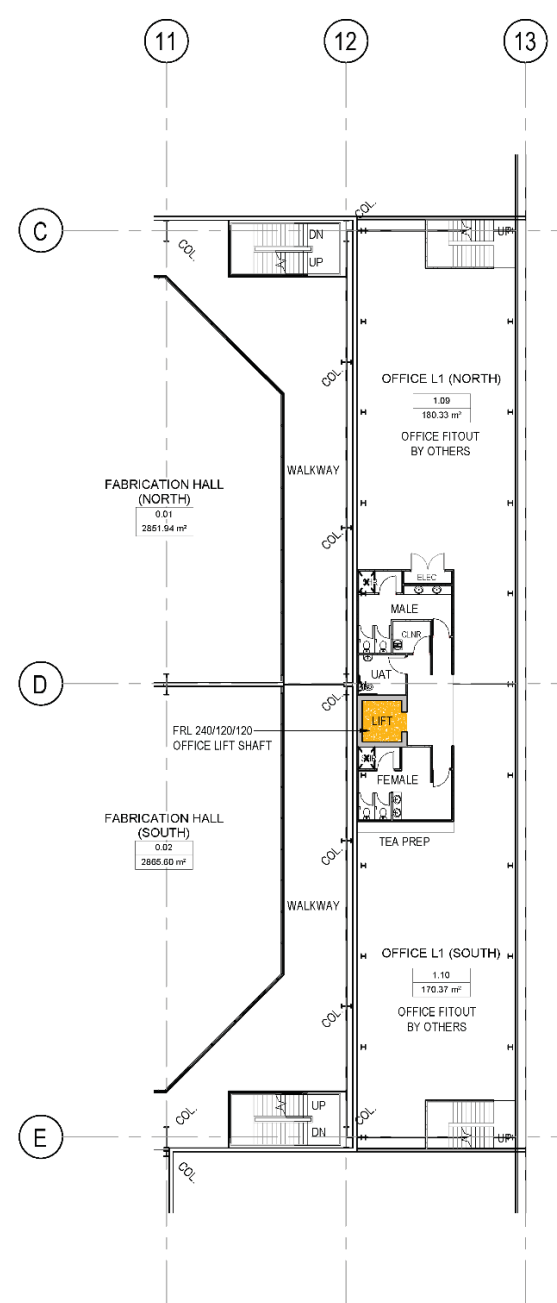 11
12
13
C
COL.
COL.
DN
UP
UP
COL.
OFFICE L1 (NORTH)
1.09
180.33 m²
OFFICE FITOUT
BY OTHERS
WALKWAY
FABRICATION HALL
(NORTH)
0.01
2851.94 m²
COL.
ELEC
MALE
CLNR
UAT
D
COL.
LIFT
FRL 240/120/120
OFFICE LIFT SHAFT
FEMALE
FABRICATION HALL
(SOUTH)
0.02
2865.60 m²
TEA PREP
COL.
WALKWAY
OFFICE L1 (SOUTH)
1.10
170.37 m²
OFFICE FITOUT
BY OTHERS
COL.
COL.
UP
COL.
E
DN
UP
COL.